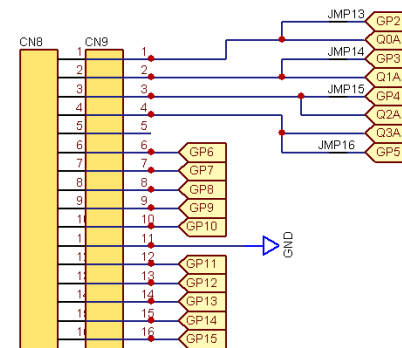 JMP13 GP2
CN8 CN9 Q0A
1 1 JMP14 GP3
2 2 Q1A
3 3 JMP15 GP4
4 4 Q2A
5 5 Q3A
6 6 GP6 JMP16 GP5
7 7 GP7
8 8 GP8
9 9 GP9
10 GP10
11 GND
12 GP11
13 GP12
14 GP13
15 GP14
16 GP15